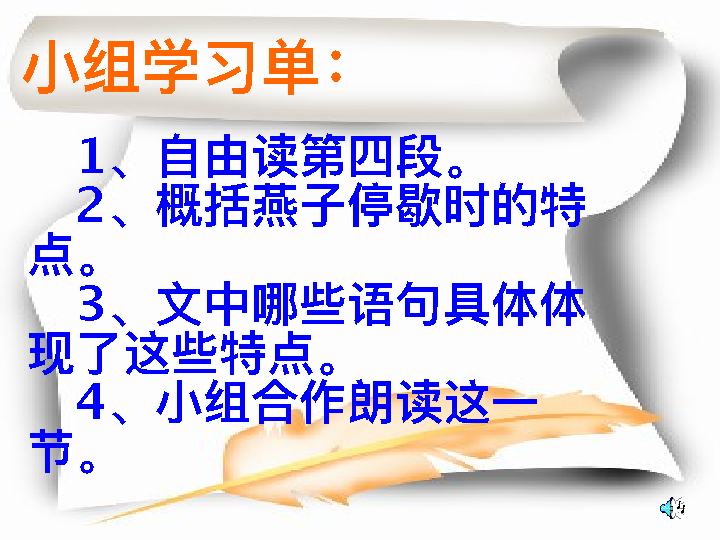 小组学习单：
1、自由读第四段。
2、概括燕子停歇时的特
点。
3、文中哪些语句具体体
现了这些特点。
4、小组合作朗读这一
节。